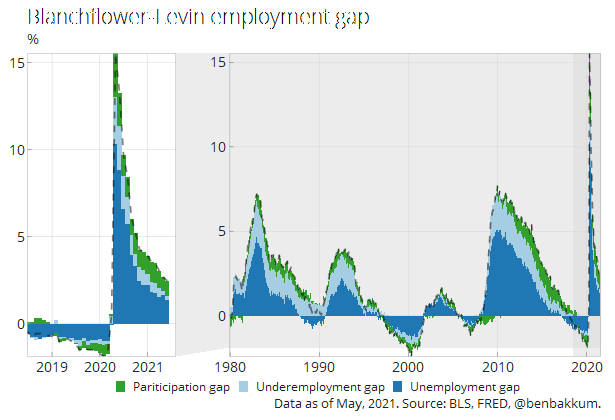 Blanchflower-Levin employment gap
%
15 15
10 10
5 5
0 0
2019 2020 2021 1980 1990 2000 2010 2020
Pariticipation gap Underemployment gap Unemployment gap
Data as of May, 2021. Source: BLS, FRED, @benbakkum.